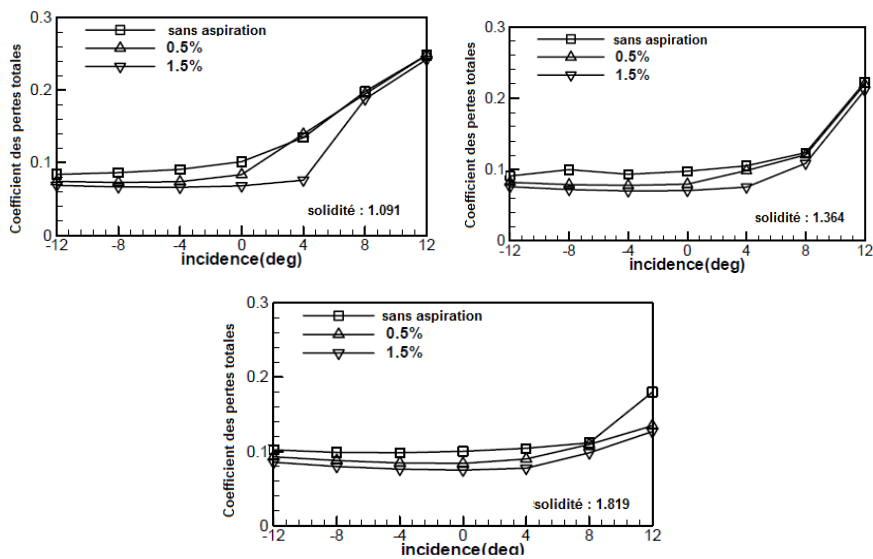 0.3
sans aspiration
0.5%
1.5%
0.2
0.1
0
Coefficient des pertes totales
solidité : 1.091
-12 -8 -4 0 4 8 12
incidence(deg)
0.3
sans aspiration
0.5%
1.5%
0.2
0.1
0
Coefficient des pertes totales
solidité : 1.364
-12 -8 -4 0 4 8 12
incidence(deg)
0.3
sans aspiration
0.5%
1.5%
0.2
0.1
0
Coefficient des pertes totales
solidité : 1.819
-12 -8 -4 0 4 8 12
incidence(deg)